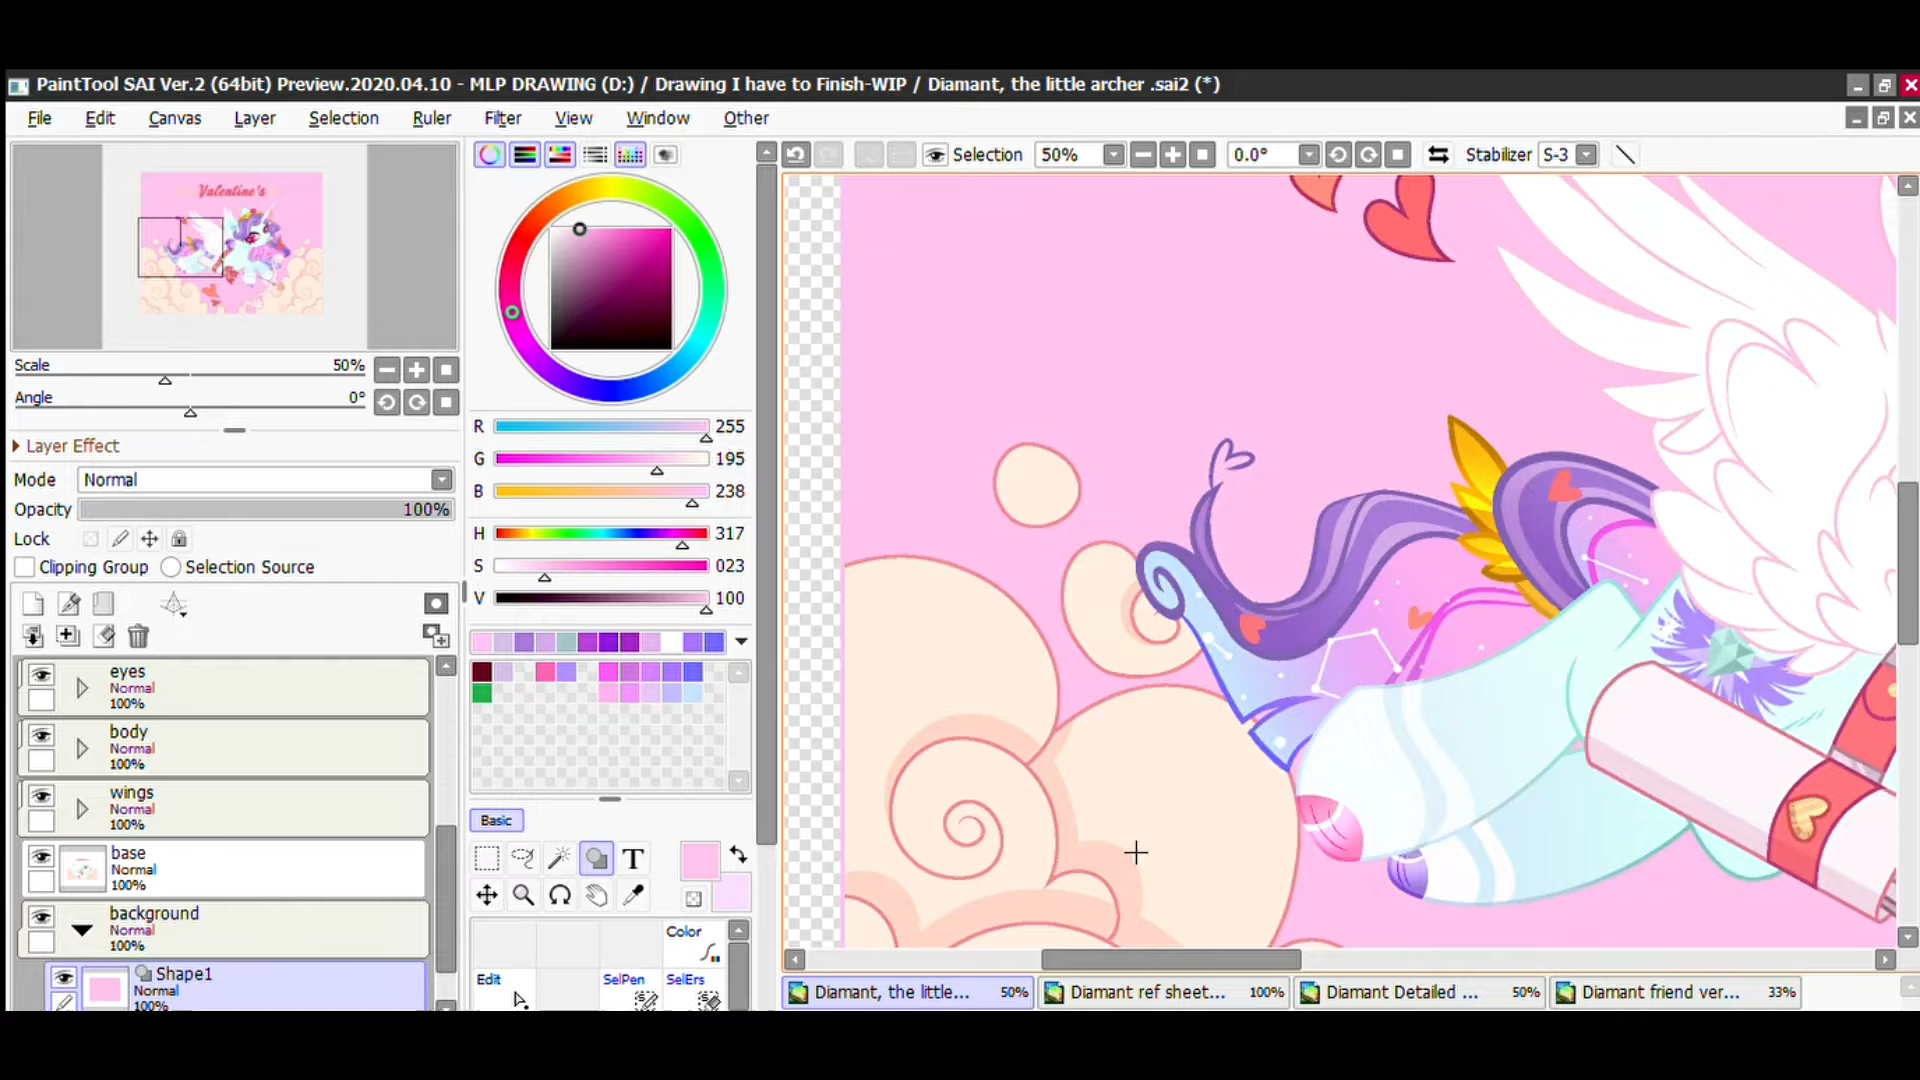 PaintTool SAI Ver.2 (64bit) Preview.2020.04.10 - MLP DRAWING (D:) / Drawing I have to Finish-WIP / Diamant, the little archer .sai2 (*)
File Edit Canvas Layer Selection Ruler Filter View Window Other
Selection 50% 0.0° Stabilizer S-3
Valentine's
Scale 50%
Angle 0°
Layer Effect
Mode Normal
Opacity 100%
Lock
Clipping Group Selection Source
eyes
Normal
100%
body
Normal
100%
wings
Normal
100%
base
Normal
100%
background
Normal
100%
Shape1
Normal
100%
R 255
G 195
B 238
H 317
S 023
V 100
Basic
T
Color
Edit SelPen SelErs
Diamant, the little... 50% Diamant ref sheet... 100% Diamant Detailed ... 50% Diamant friend ver... 33%